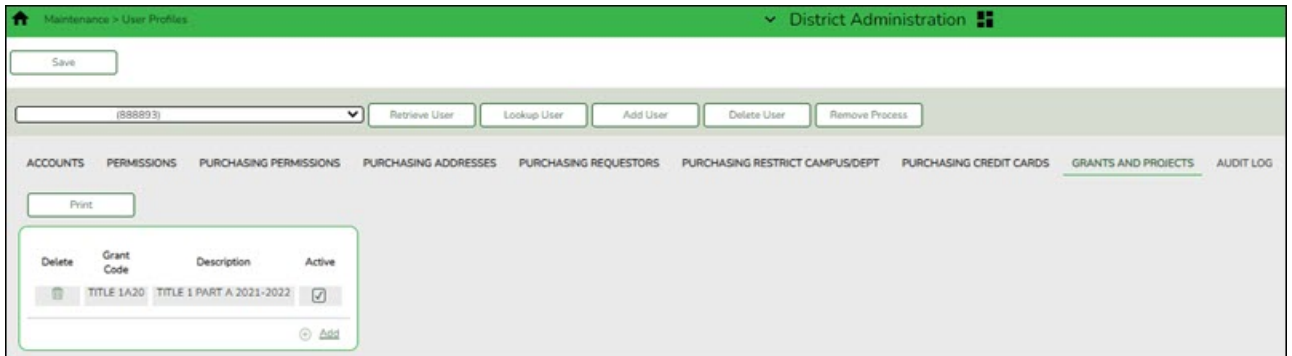 Maintenance > User Profiles
District Administration
Save
(888893) Retrieve User Lookup User Add User Delete User Remove Process
ACCOUNTS PERMISSIONS PURCHASING PERMISSIONS PURCHASING ADDRESSES PURCHASING REQUESTORS PURCHASING RESTRICT CAMPUS/DEPT PURCHASING CREDIT CARDS GRANTS AND PROJECTS AUDIT LOG
Print
Delete Grant Code Description Active
TITLE 1A20 TITLE 1 PART A 2021-2022
Add